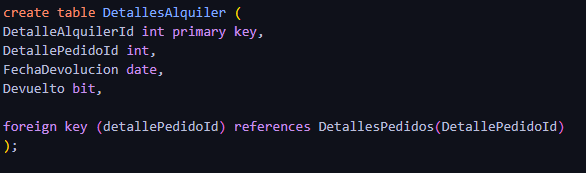 create table DetallesAlquiler (
DetalleAlquilerId int primary key,
DetallePedidoId int,
FechaDevolucion date,
Devuelto bit,
foreign key (detallePedidoId) references DetallesPedidos(DetallePedidoId)
);